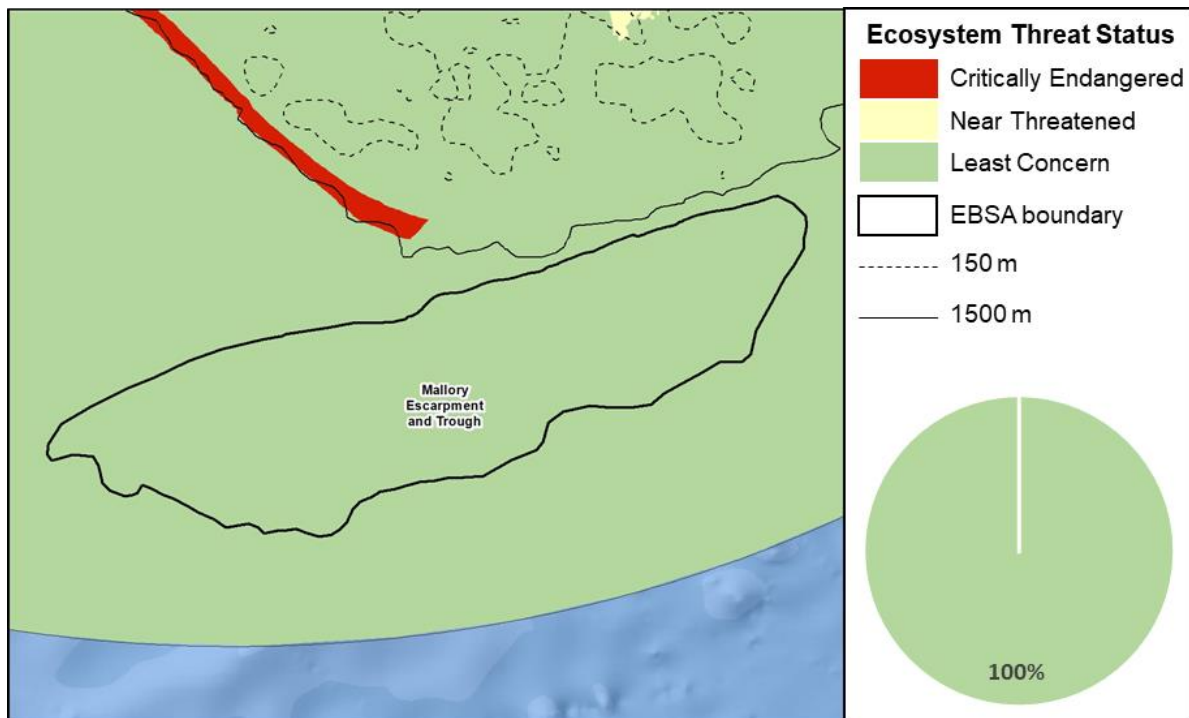 Mallory
Escarpment
and Trough
Ecosystem Threat Status
Critically Endangered
Near Threatened
Least Concern
EBSA boundary
150 m
1500 m
100%